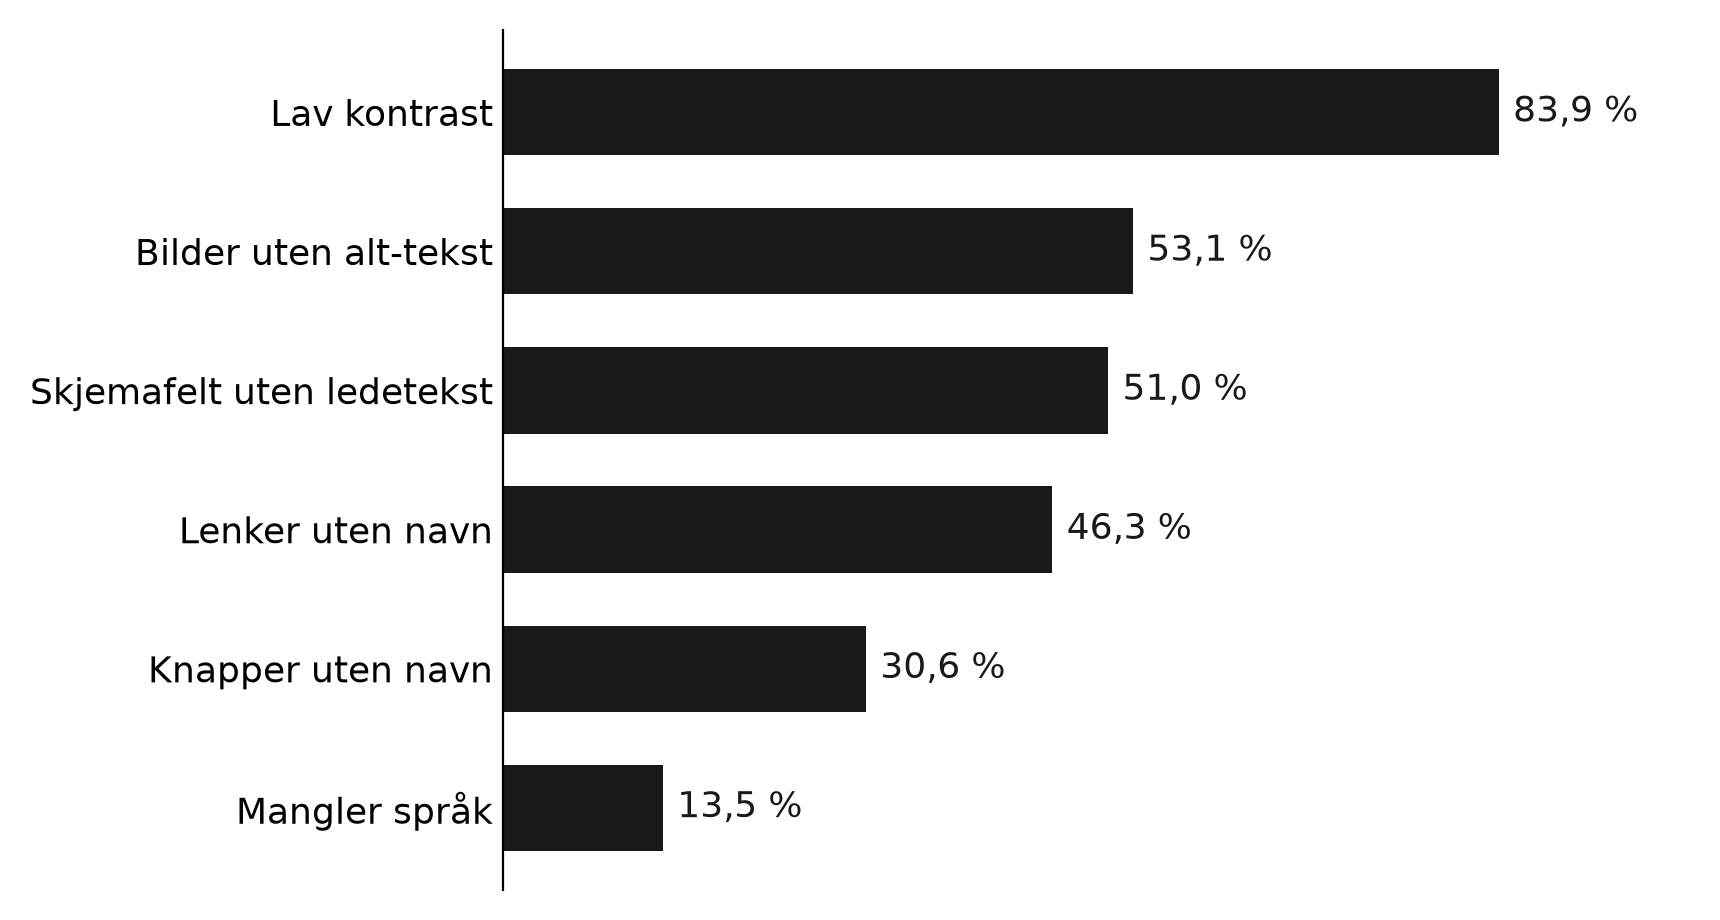 Lav kontrast 83,9 %
Bilder uten alt-tekst 53,1 %
Skjemafelt uten ledetekst 51,0 %
Lenker uten navn 46,3 %
Knapper uten navn 30,6 %
Mangler språk 13,5 %